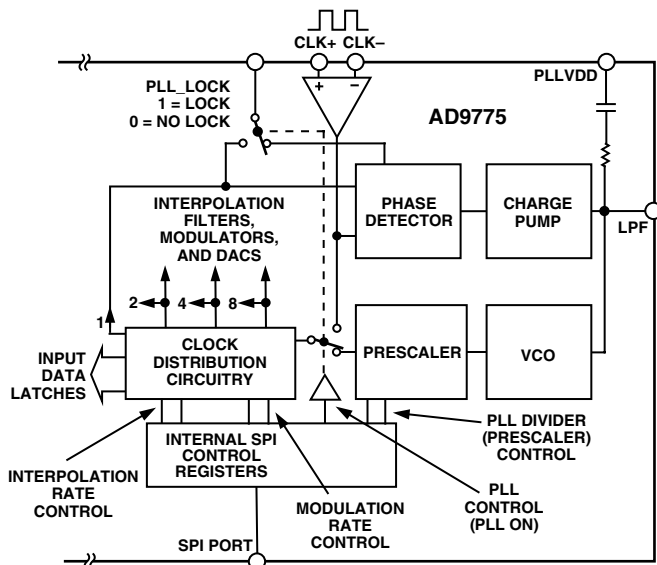 CLK+ CLK–
PLLVDD
PLL_LOCK
1 = LOCK
0 = NO LOCK
+ –
AD9775
INTERPOLATION
FILTERS,
MODULATORS,
AND DACS
PHASE
DETECTOR
CHARGE
PUMP
LPF
2
4
8
1
CLOCK
DISTRIBUTION
CIRCUITRY
PRESCALER
VCO
INPUT
DATA
LATCHES
INTERNAL SPI
CONTROL
REGISTERS
PLL DIVIDER
(PRESCALER)
CONTROL
INTERPOLATION
RATE
CONTROL
MODULATION
RATE
CONTROL
PLL
CONTROL
(PLL ON)
SPI PORT